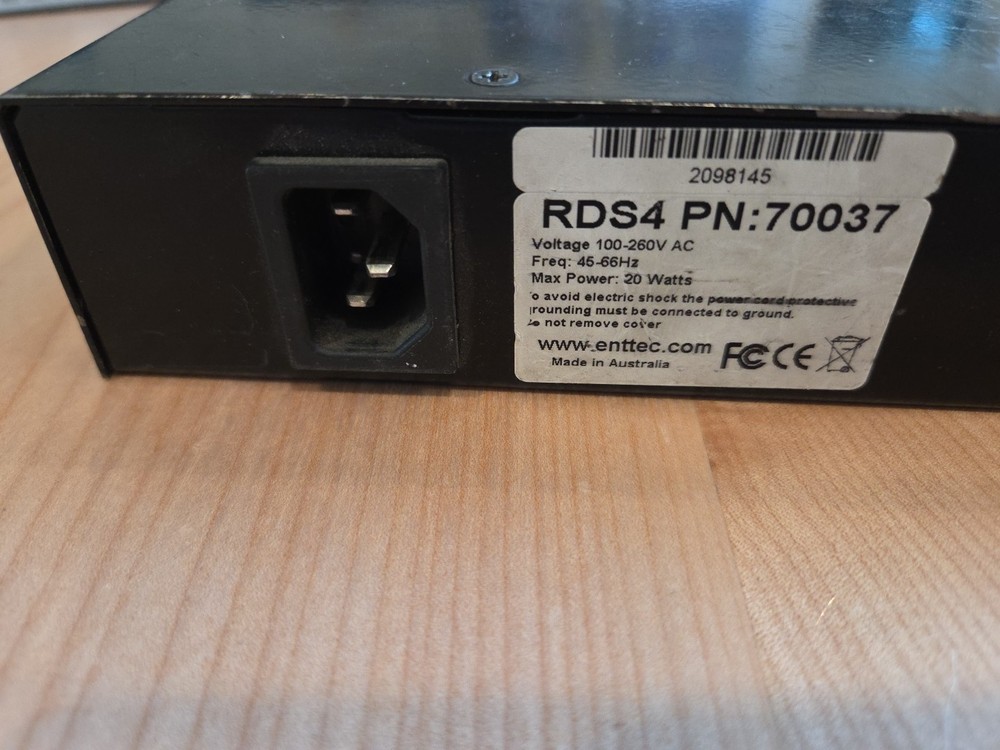 2098145
RDS4 PN:70037
Voltage 100-260V AC
Freq: 45-66Hz
Max Power: 20 Watts
o avoid electric shock the power cord protective
rounding must be connected to ground.
not remove cover
www.enttec.com FC CE
Made in Australia